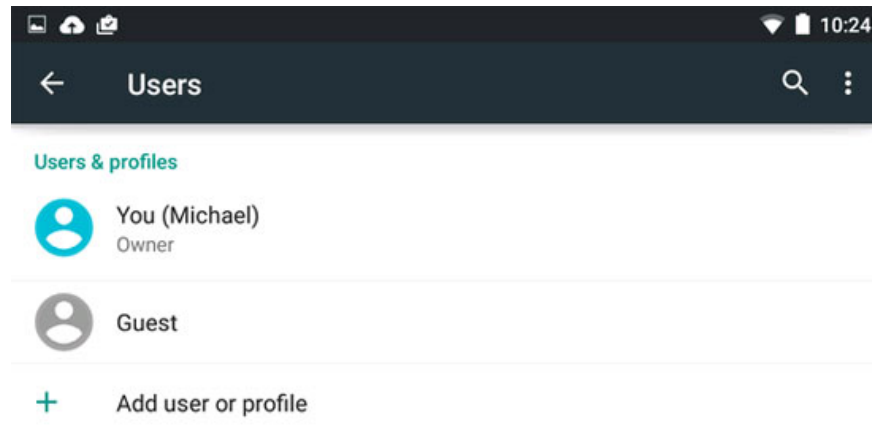 10:24
Users
Users & profiles
You (Michael)
Owner
Guest
Add user or profile